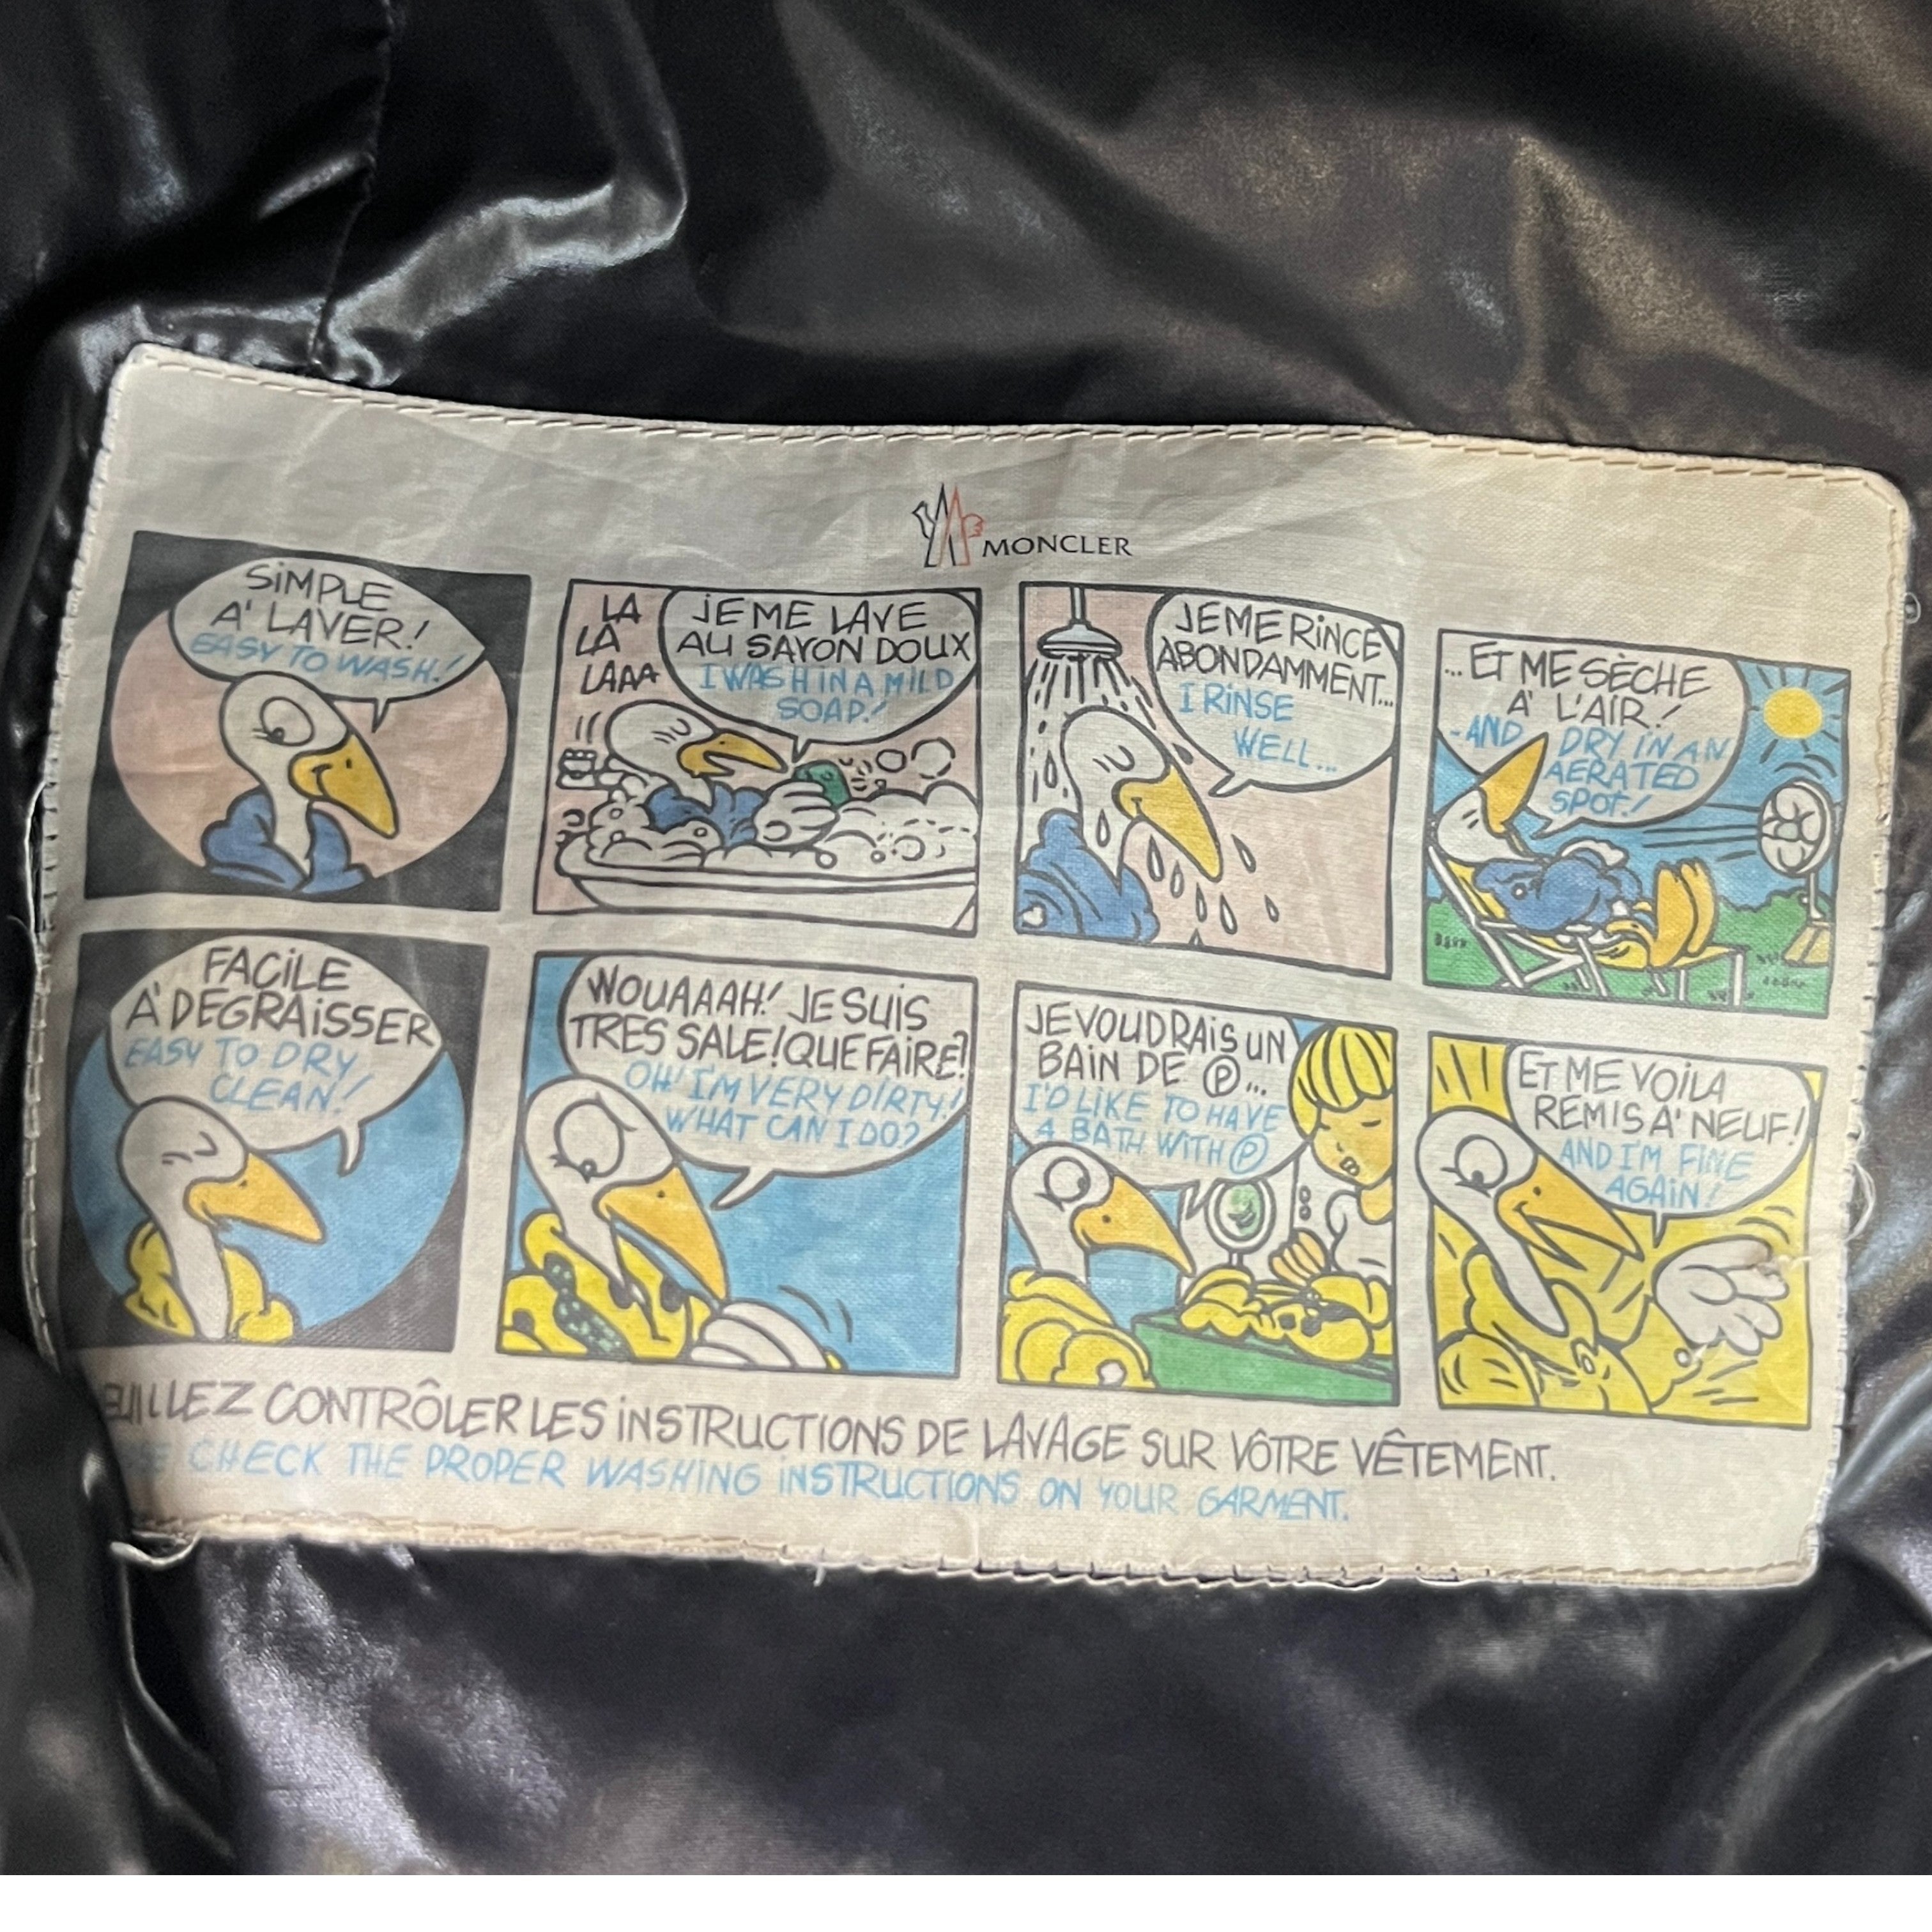 MONCLER
SiMPLE
A' LAVER!
EASY TO WASH!
LA
LA
LAAA
JE ME LAVE
AU SAVON DOUX
I WASH IN A MILD
SOAP!
JE ME RiNCE
ABONDAMMENT...
I RiNSE
WELL...
...ET ME SÈCHE
A' L'AIR!
-AND DRY iN AN
AERATED
SPOT!
FACiLE
A' DEGRAiSSER
EASY TO DRY
CLEAN!
WOUAAAH! JE SUiS
TRES SALE! QUE FAiRE?
OH! I'M VERY DIRTY!
WHAT CAN I DO?
JE VOUDRAiS UN
BAiN DE Ⓟ...
I'D LIKE TO HAVE
A BATH WiTH Ⓟ
ET ME VOiLA
REMIS A' NEUF!
AND I'M FINE
AGAiN!
EUILLEZ CONTRÔLER LES iNSTRUCTIONS DE LAVAGE SUR VÔTRE VÊTEMENT.
CHECK THE PROPER WASHING iNSTRUCTIONS ON YOUR GARMENT.